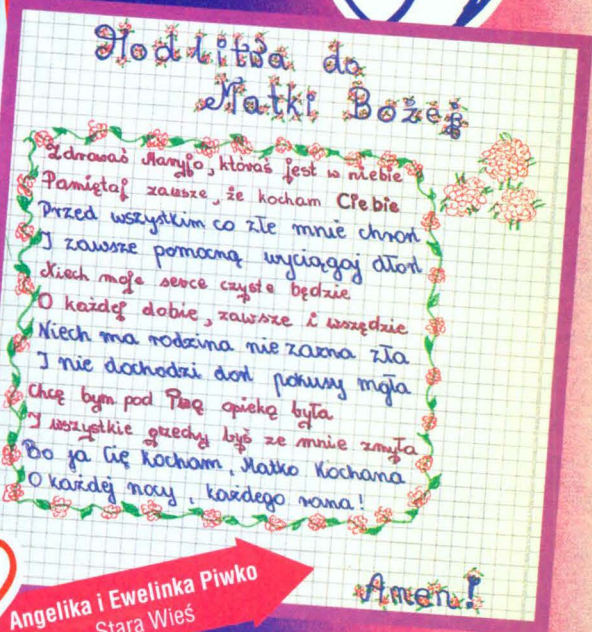 Modlitwa do
Matki Bożej
Zdrowaś Maryjo, któraś jest w niebie
Pamiętaj zawsze, że kocham Ciebie
Przed wszystkim co złe mnie chroń
I zawsze pomocną wyciągaj dłoń
Niech moje serce czyste będzie
O każdej dobie, zawsze i wszędzie
Niech ma rodzina nie zazna zła
I nie dochodzi doń pokusy mgła
Chcę bym pod Twą opieką była
I wszystkie grzechy byś ze mnie zmyła
Bo ja Cię kocham, Matko Kochana
O każdej nocy, każdego rana!
Amen!
Angelika i Ewelinka Piwko
Stara Wieś